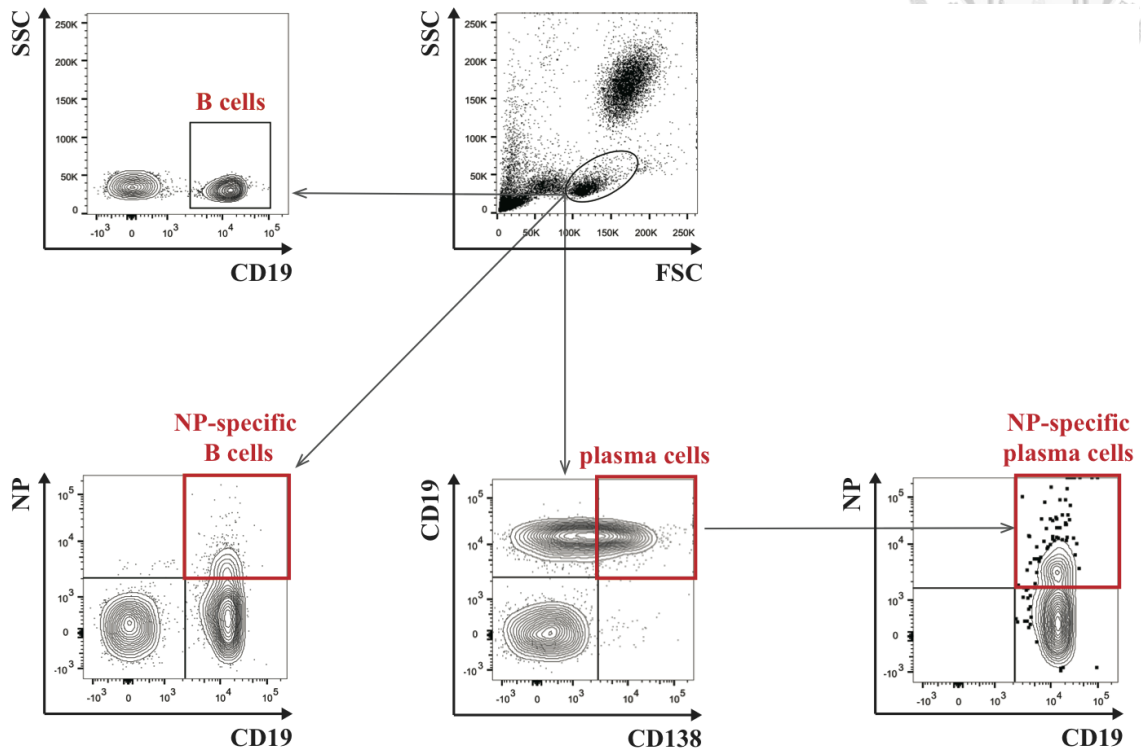 SSC
250K
200K
150K
100K
50K
0
B cells
-10³ 0 10³ 10⁴ 10⁵
CD19
SSC
250K
200K
150K
100K
50K
0
0 50K 100K 150K 200K 250K
FSC
NP-specific
B cells
NP
10⁵
10⁴
10³
0
-10³
-10³ 0 10³ 10⁴ 10⁵
CD19
plasma cells
CD19
10⁵
10⁴
10³
0
-10³
-10³ 0 10³ 10⁴ 10⁵
CD138
NP-specific
plasma cells
NP
10⁵
10⁴
10³
0
-10³
-10³ 0 10³ 10⁴ 10⁵
CD19